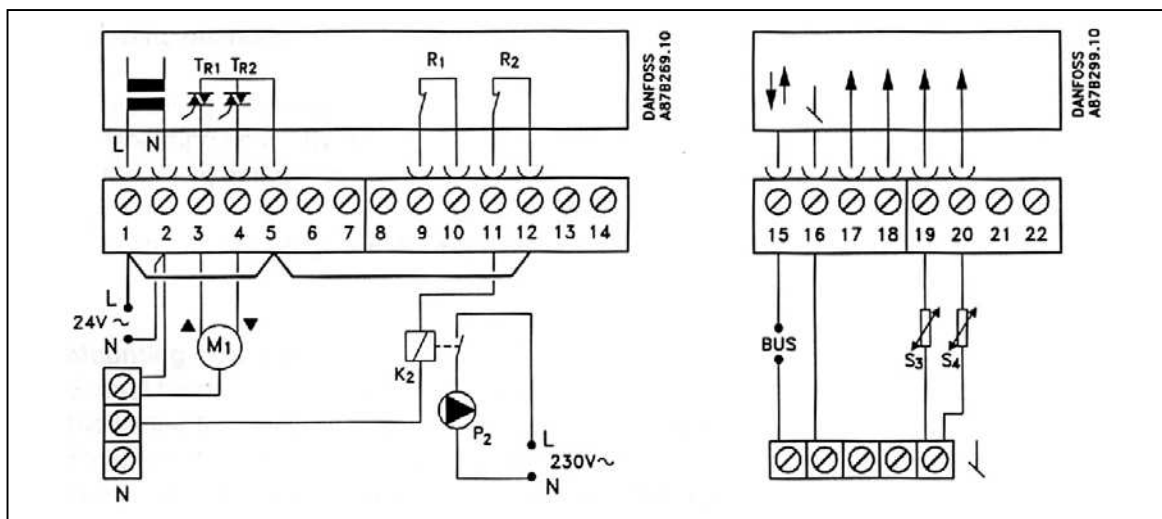 TR1 TR2
R1 R2
DANFOSS
A87B269.10
L N
1 2 3 4 5 6 7 8 9 10 11 12 13 14
L
24V~
N
M1
K2
P2
L
230V~
N
N
DANFOSS
A87B299.10
15 16 17 18 19 20 21 22
BUS
S3 S4